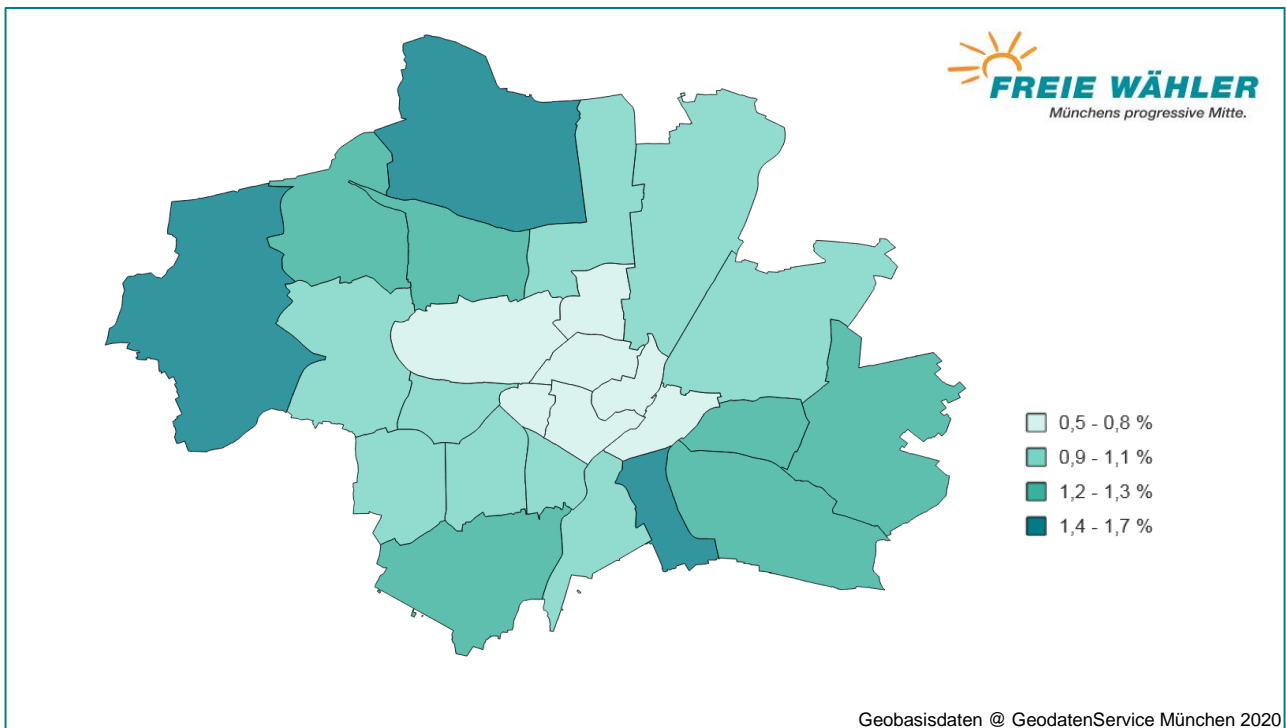 FREIE WÄHLER
Münchens progressive Mitte.
0,5 - 0,8 %
0,9 - 1,1 %
1,2 - 1,3 %
1,4 - 1,7 %
Geobasisdaten @ GeodatenService München 2020